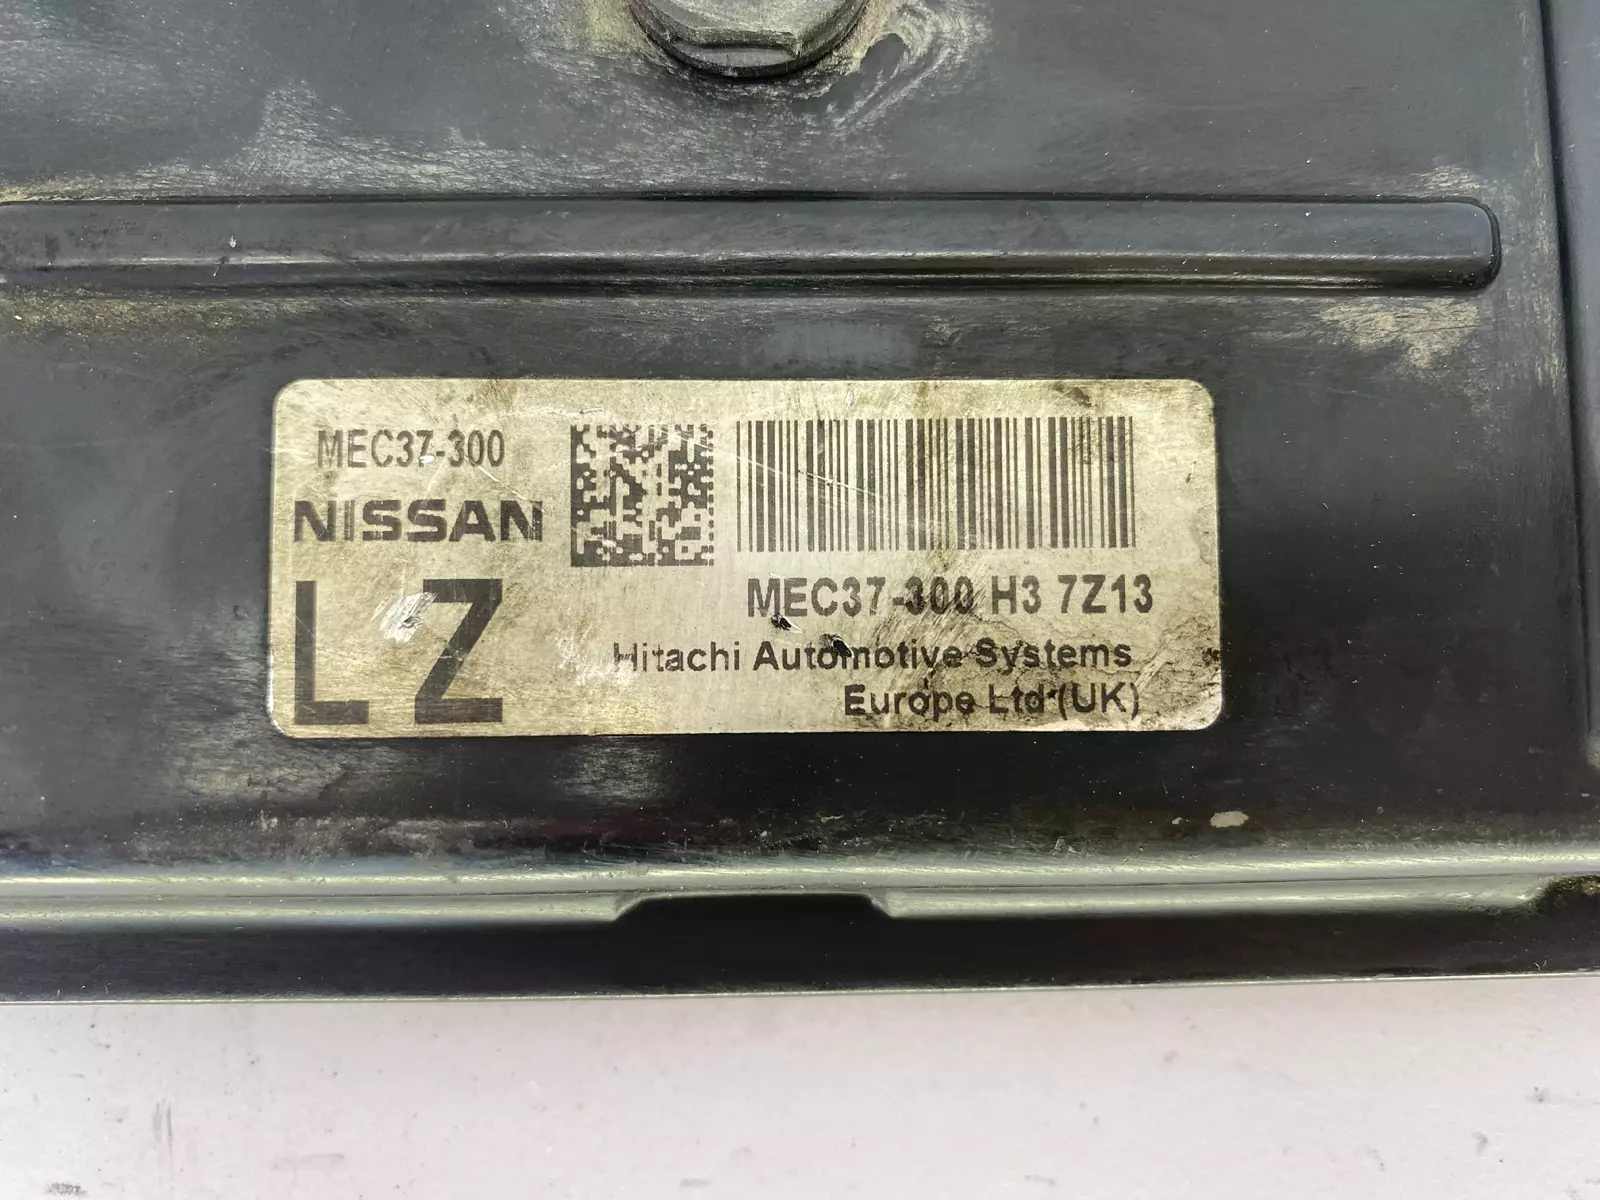 MEC37-300
NISSAN
LZ
MEC37-300 H3 7Z13
Hitachi Automotive Systems
Europe Ltd (UK)